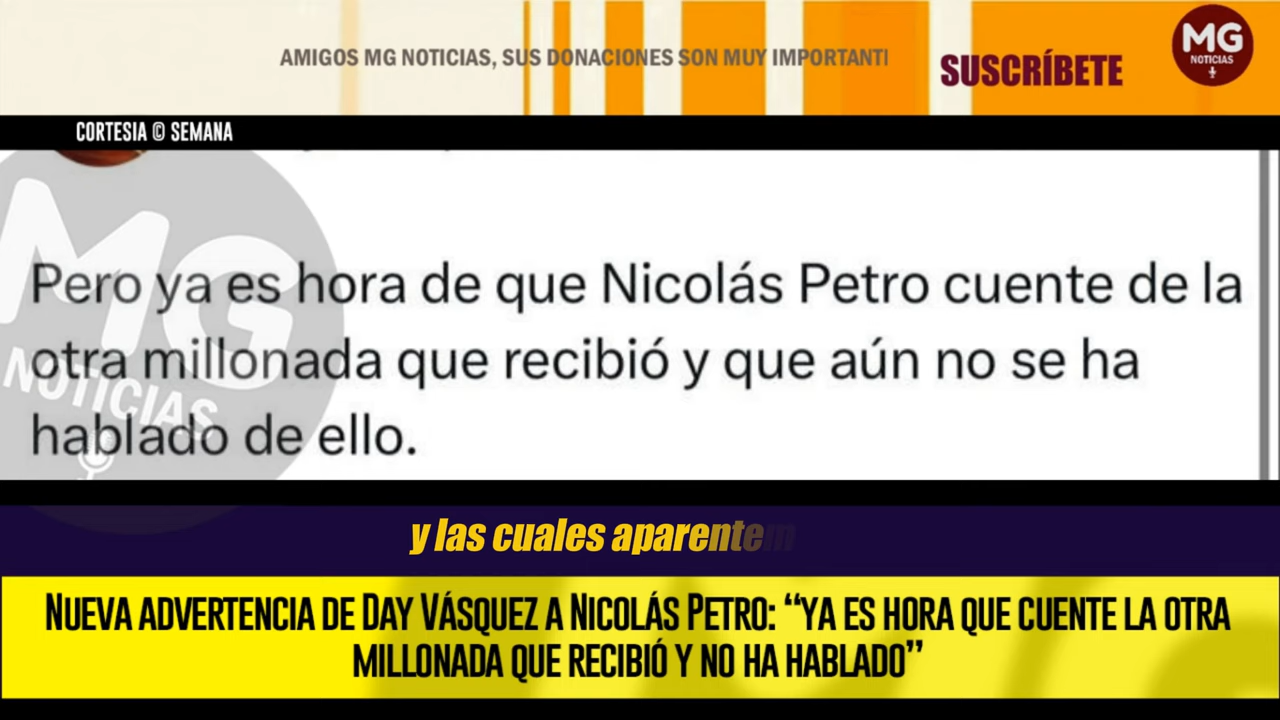 AMIGOS MG NOTICIAS, SUS DONACIONES SON MUY
SUSCRÍBETE
MG
NOTICIAS
CORTESIA © SEMANA
MG
NOTICIAS
Pero ya es hora de que Nicolás Petro cuente de la
otra millonada que recibió y que aún no se ha
hablado de ello.
y las cuales
NUEVA ADVERTENCIA DE DAY VÁSQUEZ A NICOLÁS PETRO: “YA ES HORA QUE CUENTE LA OTRA
MILLONADA QUE RECIBIÓ Y NO HA HABLADO”